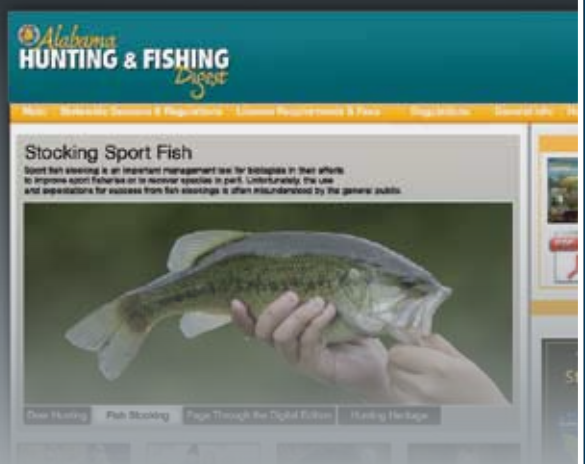 Alabama
HUNTING & FISHING
Digest
Main Statewide Seasons & Regulations License Requirements & Fees Regulations General Info
Stocking Sport Fish
Sport fish stocking is an important management tool for biologists in their efforts
to improve sport fisheries or to recover species in peril. Unfortunately, the use
and expectations for success from fish stockings is often misunderstood by the general public.
Deer Hunting Fish Stocking Page Through the Digital Edition Hunting Heritage